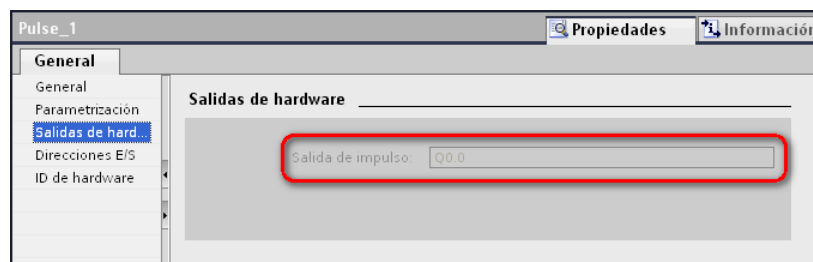 Pulse_1
Propiedades
Información
General
General
Parametrización
Salidas de hard...
Direcciones E/S
ID de hardware
Salidas de hardware
Salida de impulso: Q0.0